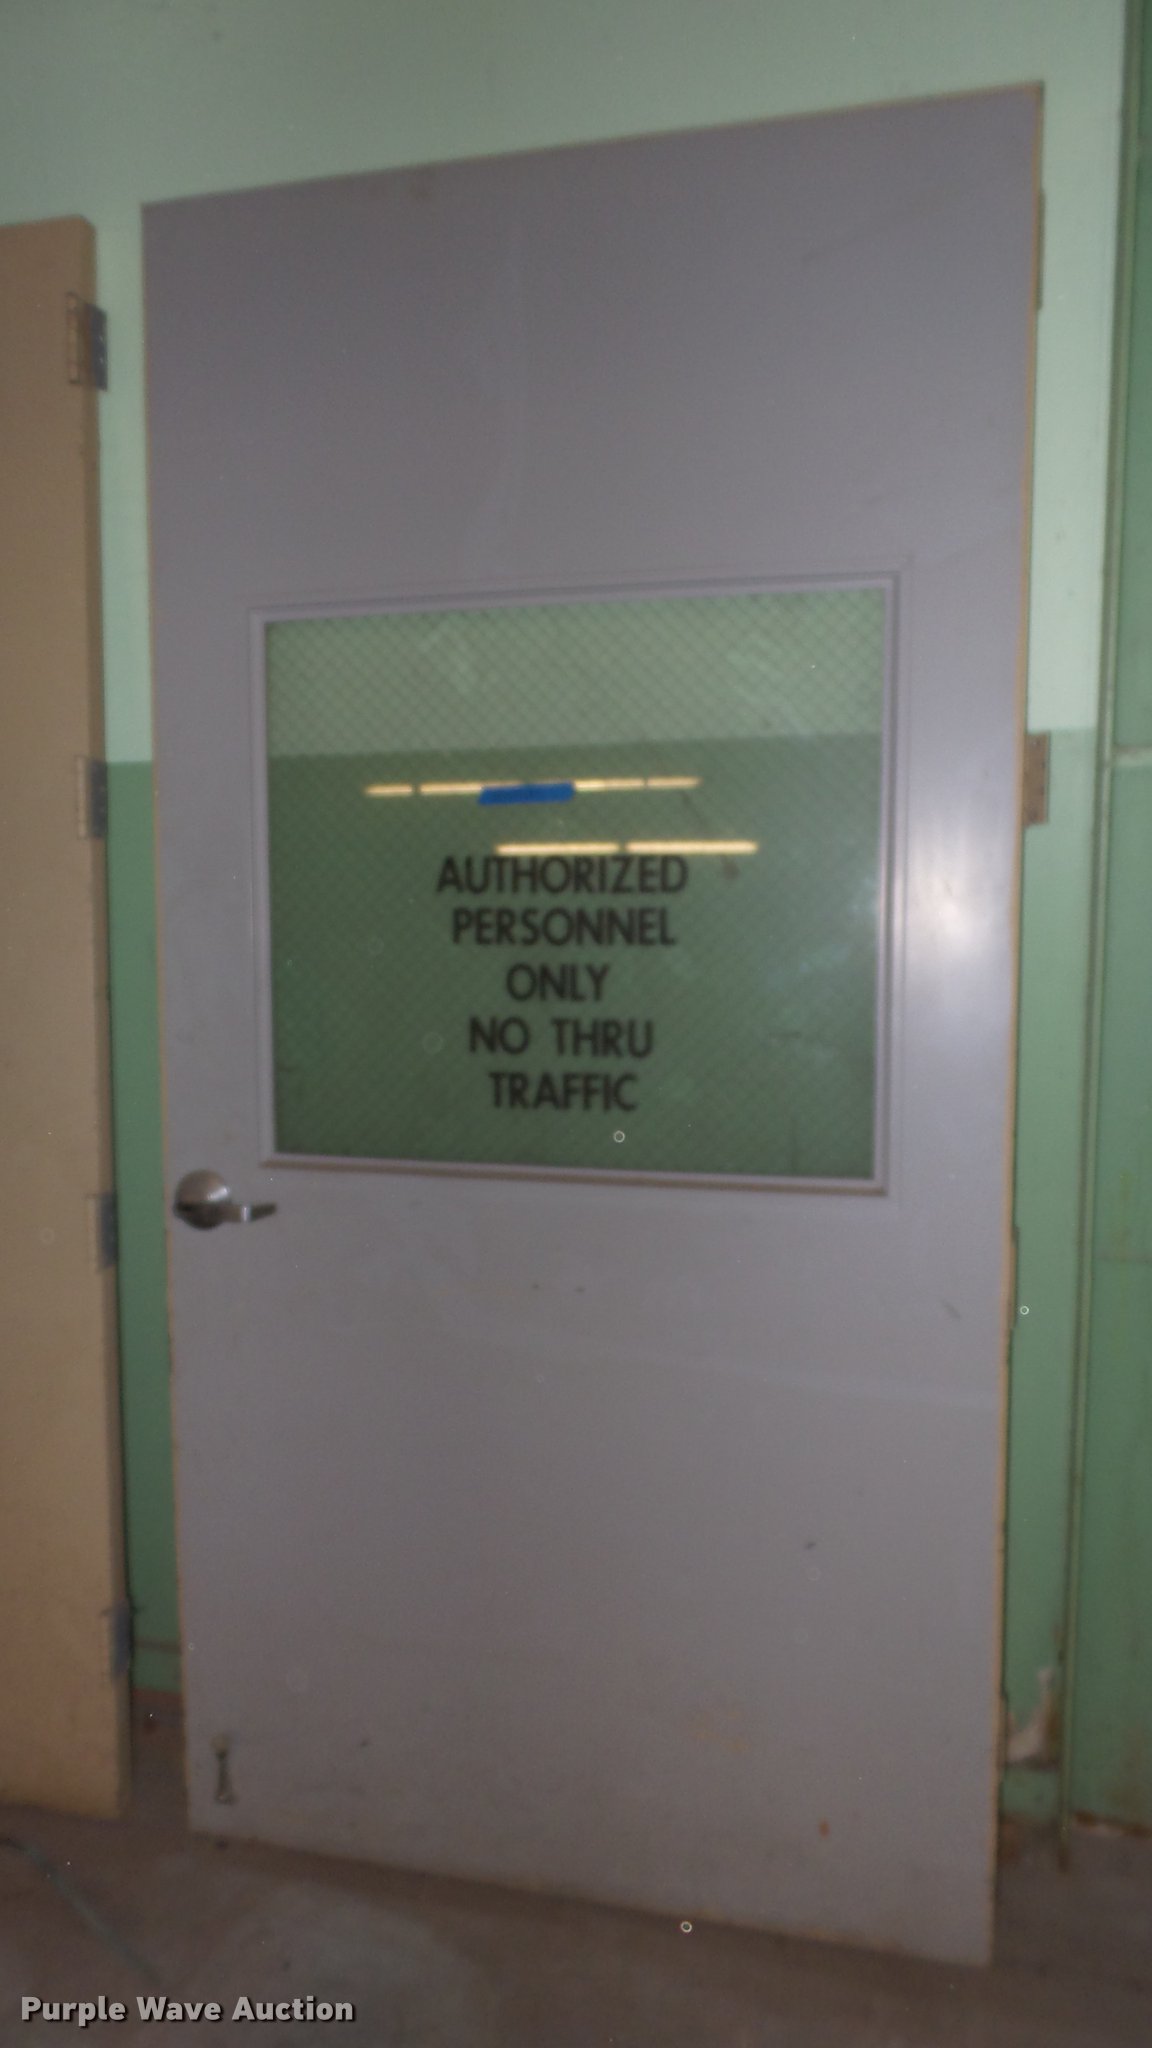 AUTHORIZED
PERSONNEL
ONLY
NO THRU
TRAFFIC
Purple Wave Auction